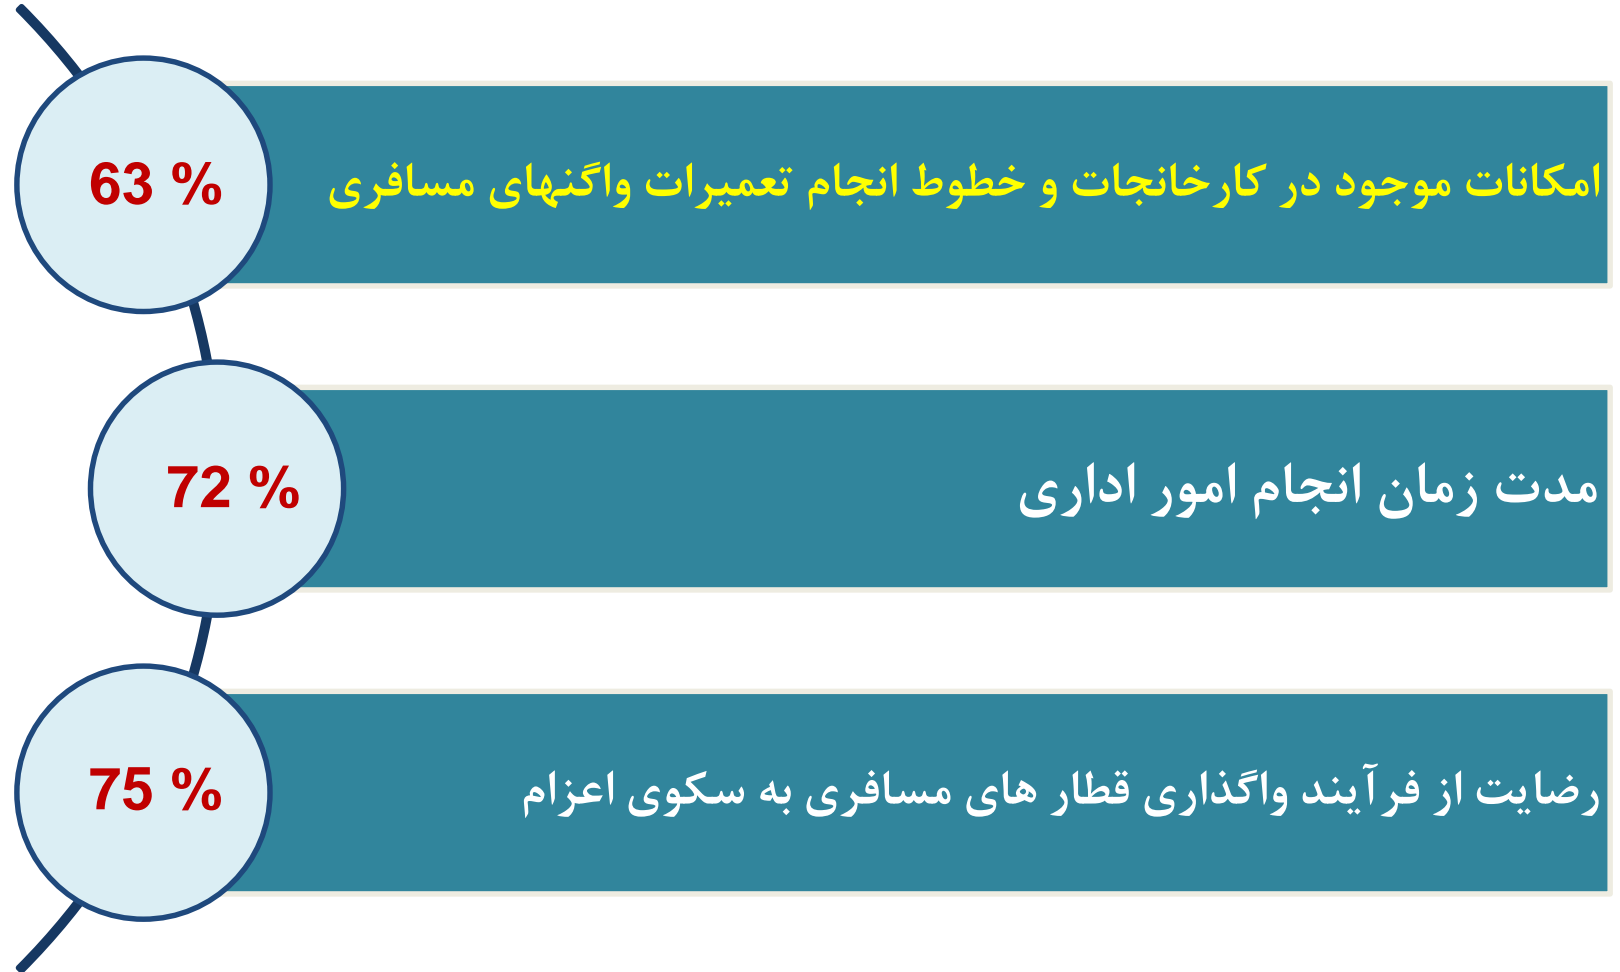 امکانات موجود در کارخانجات و خطوط انجام تعمیرات واگنهای مسافری
63 %
مدت زمان انجام امور اداری
72 %
رضایت از فرآیند واگذاری قطار های مسافری به سکوی اعزام
75 %